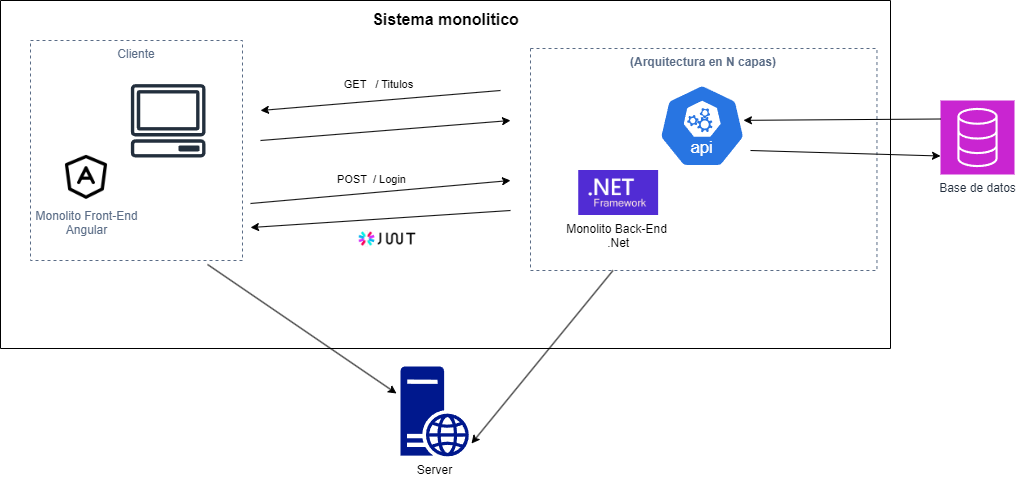 Sistema monolitico
Cliente
(Arquitectura en N capas)
GET / Titulos
api
POST / Login
.NET
Framework
Base de datos
Monolito Front-End
Angular
Monolito Back-End
.Net
JWT
Server